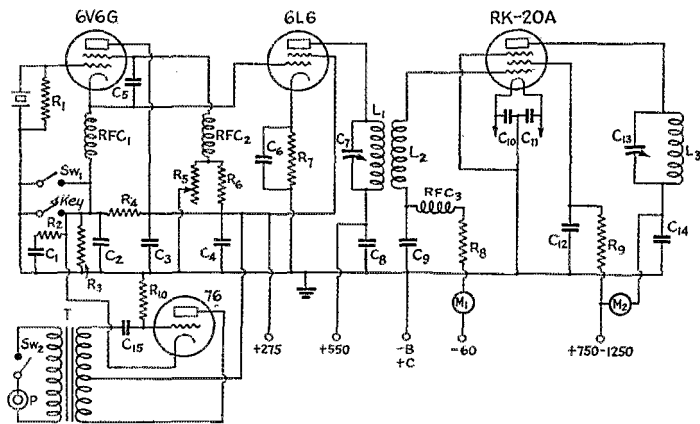 6V6G 6L6 RK-20A
R1
C5
RFC1
RFC2
C6
R7
C7
L1
L2
C10 C11
C13
L3
Sw1
Key
R5
R6
RFC3
R2
R4
C1
R3
C2
C3
C4
C8
C9
R8
C12
R9
C14
T
R10
76
C15
M1
M2
Sw2
P
+275 +550 -B -60 +750-1250
+C